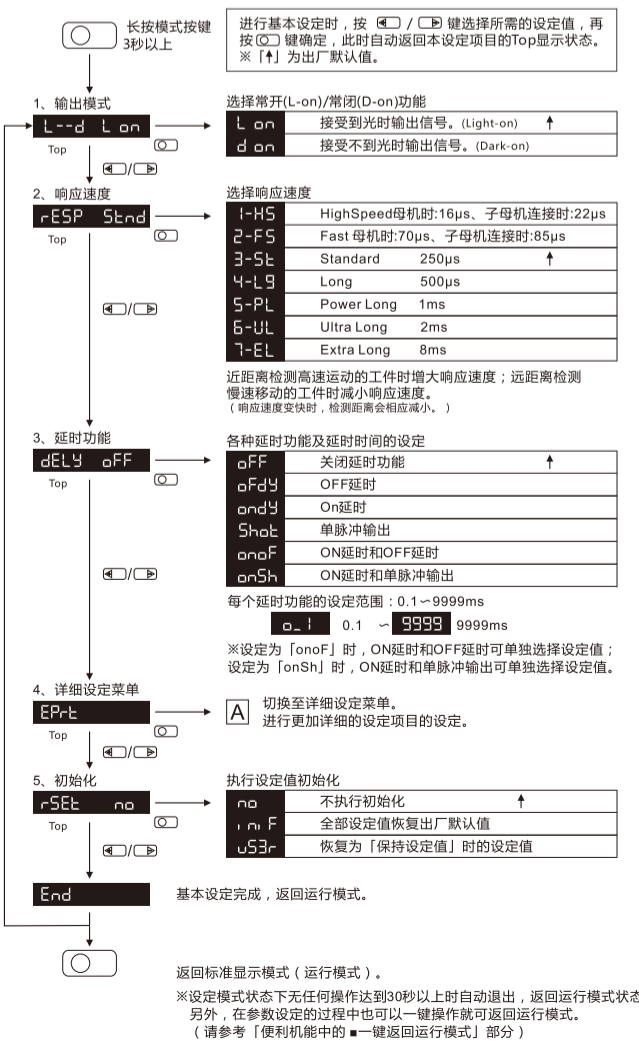 长按模式按键
3秒以上
进行基本设定时，按 / 键选择所需的设定值，再
按 键确定，此时自动返回本设定项目的Top显示状态。
※「↑」为出厂默认值。
1、输出模式
L--d L on
Top
/
选择常开(L-on)/常闭(D-on)功能
L on 接受到光时输出信号。(Light-on) ↑
d on 接受不到光时输出信号。(Dark-on)
2、响应速度
rESP Stnd
Top
/
选择响应速度
1-HS HighSpeed母机时:16μs、子母机连接时:22μs
2-FS Fast 母机时:70μs、子母机连接时:85μs
3-St Standard 250μs ↑
4-L9 Long 500μs
5-PL Power Long 1ms
6-UL Ultra Long 2ms
7-EL Extra Long 8ms
近距离检测高速运动的工件时增大响应速度；远距离检测
慢速移动的工件时减小响应速度。
（响应速度变快时，检测距离会相应减小。）
3、延时功能
dELY oFF
Top
/
各种延时功能及延时时间的设定
oFF 关闭延时功能 ↑
oFdY OFF延时
ondY On延时
Shot 单脉冲输出
onoF ON延时和OFF延时
onSh ON延时和单脉冲输出
每个延时功能的设定范围：0.1∽9999ms
o_1 0.1 ∽ 9999 9999ms
※设定为「onoF」时，ON延时和OFF延时可单独选择设定值；
设定为「onSh」时，ON延时和单脉冲输出可单独选择设定值。
4、详细设定菜单
EPrt
Top
/
A 切换至详细设定菜单。
进行更加详细的设定项目的设定。
5、初始化
rSEt no
Top
/
执行设定值初始化
no 不执行初始化 ↑
ini F 全部设定值恢复出厂默认值
uS3r 恢复为「保持设定值」时的设定值
End
基本设定完成，返回运行模式。
返回标准显示模式（运行模式）。
※设定模式状态下无任何操作达到30秒以上时自动退出，返回运行模式状态
另外，在参数设定的过程中也可以一键操作就可返回运行模式。
（请参考「便利机能中的 ■一键返回运行模式」部分）